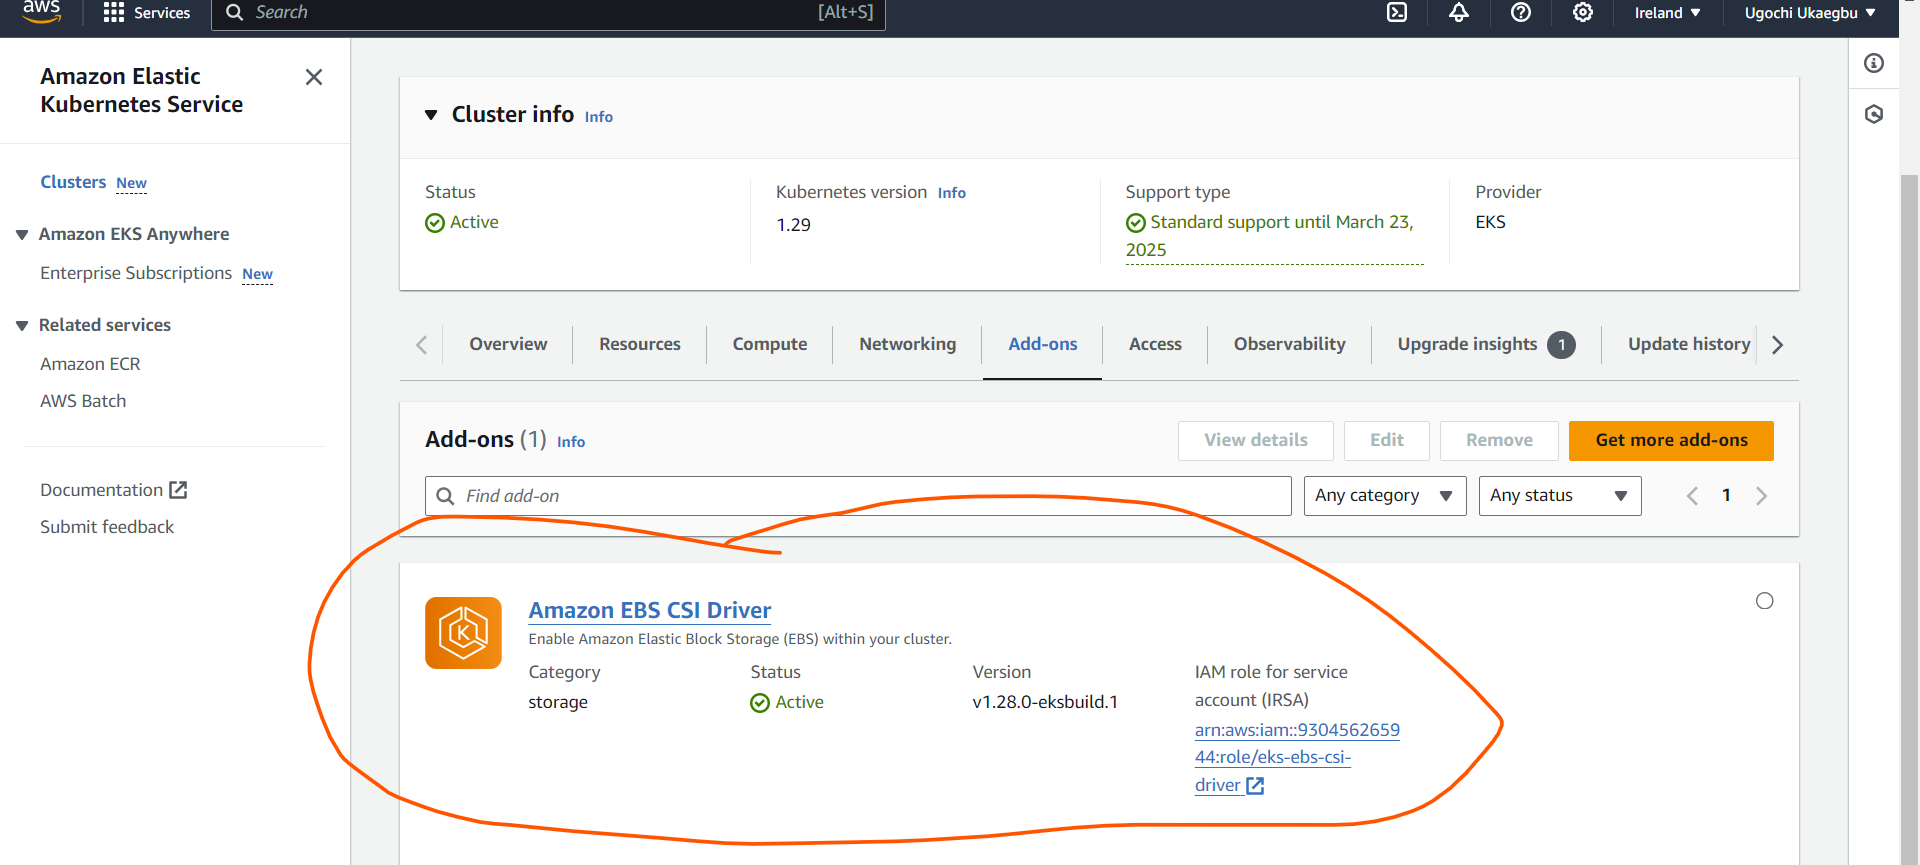 aws
Services
Search
[Alt+S]
Ireland
Ugochi Ukaegbu
Amazon Elastic
Kubernetes Service
Clusters New
Amazon EKS Anywhere
Enterprise Subscriptions New
Related services
Amazon ECR
AWS Batch
Documentation
Submit feedback
Cluster info Info
Status
Active
Kubernetes version Info
1.29
Support type
Standard support until March 23,
2025
Provider
EKS
Overview
Resources
Compute
Networking
Add-ons
Access
Observability
Upgrade insights 1
Update history
Add-ons (1) Info
View details
Edit
Remove
Get more add-ons
Find add-on
Any category
Any status
1
Amazon EBS CSI Driver
Enable Amazon Elastic Block Storage (EBS) within your cluster.
Category
storage
Status
Active
Version
v1.28.0-eksbuild.1
IAM role for service
account (IRSA)
arn:aws:iam::9304562659
44:role/eks-ebs-csi-
driver